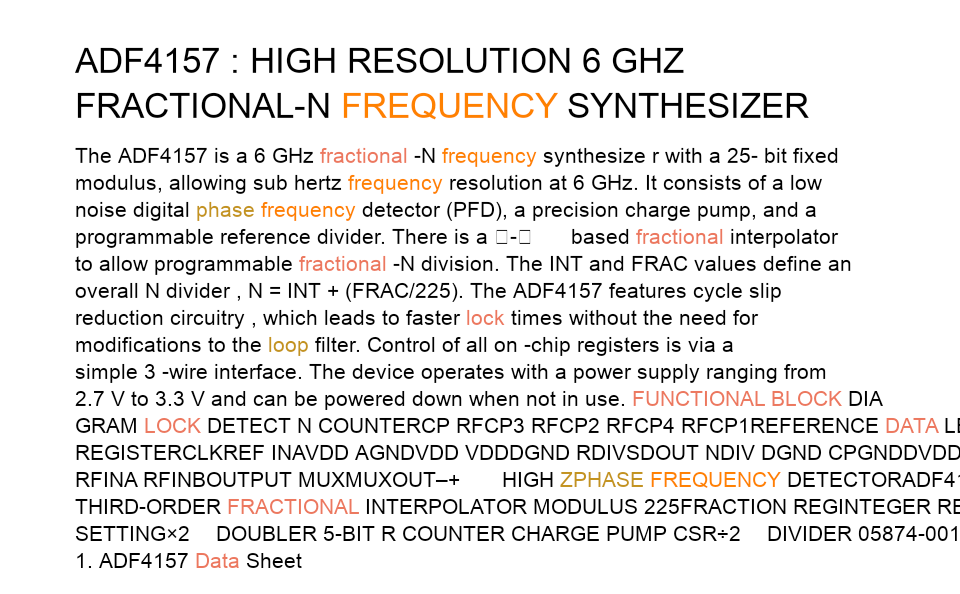 ADF4157 : HIGH RESOLUTION 6 GHZ
FRACTIONAL-N FREQUENCY SYNTHESIZER
The ADF4157 is a 6 GHz fractional -N frequency synthesize r with a 25- bit fixed
modulus, allowing sub hertz frequency resolution at 6 GHz. It consists of a low
noise digital phase frequency detector (PFD), a precision charge pump, and a
programmable reference divider. There is a □-□ based fractional interpolator
to allow programmable fractional -N division. The INT and FRAC values define an
overall N divider , N = INT + (FRAC/225). The ADF4157 features cycle slip
reduction circuitry , which leads to faster lock times without the need for
modifications to the loop filter. Control of all on -chip registers is via a
simple 3 -wire interface. The device operates with a power supply ranging from
2.7 V to 3.3 V and can be powered down when not in use. FUNCTIONAL BLOCK DIA
GRAM LOCK DETECT N COUNTERCP RFCP3 RFCP2 RFCP4 RFCP1REFERENCE DATA LE
REGISTERCLKREF INAVDD AGNDVDD VDDDGND RDIVSDOUT NDIV DGND CPGNDDVDD
RFINA RFINBOUTPUT MUXMUXOUT–+ HIGH ZPHASE FREQUENCY DETECTORADF41
THIRD-ORDER FRACTIONAL INTERPOLATOR MODULUS 225FRACTION REGINTEGER RE
SETTING×2 DOUBLER 5-BIT R COUNTER CHARGE PUMP CSR÷2 DIVIDER 05874-001
1. ADF4157 Data Sheet